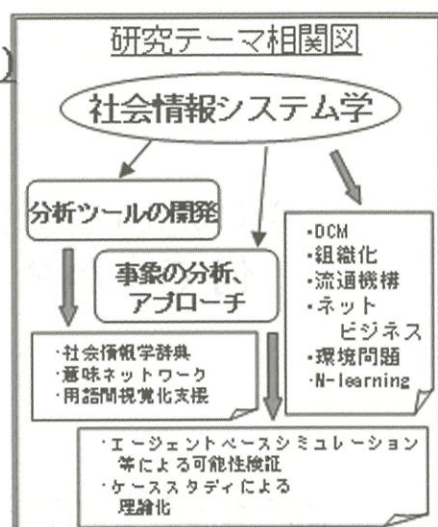 )
研究テーマ相関図
社会情報システム学
分析ツールの開発
事象の分析、
アプローチ
・DCM
・組織化
・流通機構
・ネット
ビジネス
・環境問題
・N-learning
・社会情報学辞典
・意味ネットワーク
・用語間視覚化支援
・エージェントベースシミュレーション
等による可能性検証
・ケーススタディによる
理論化